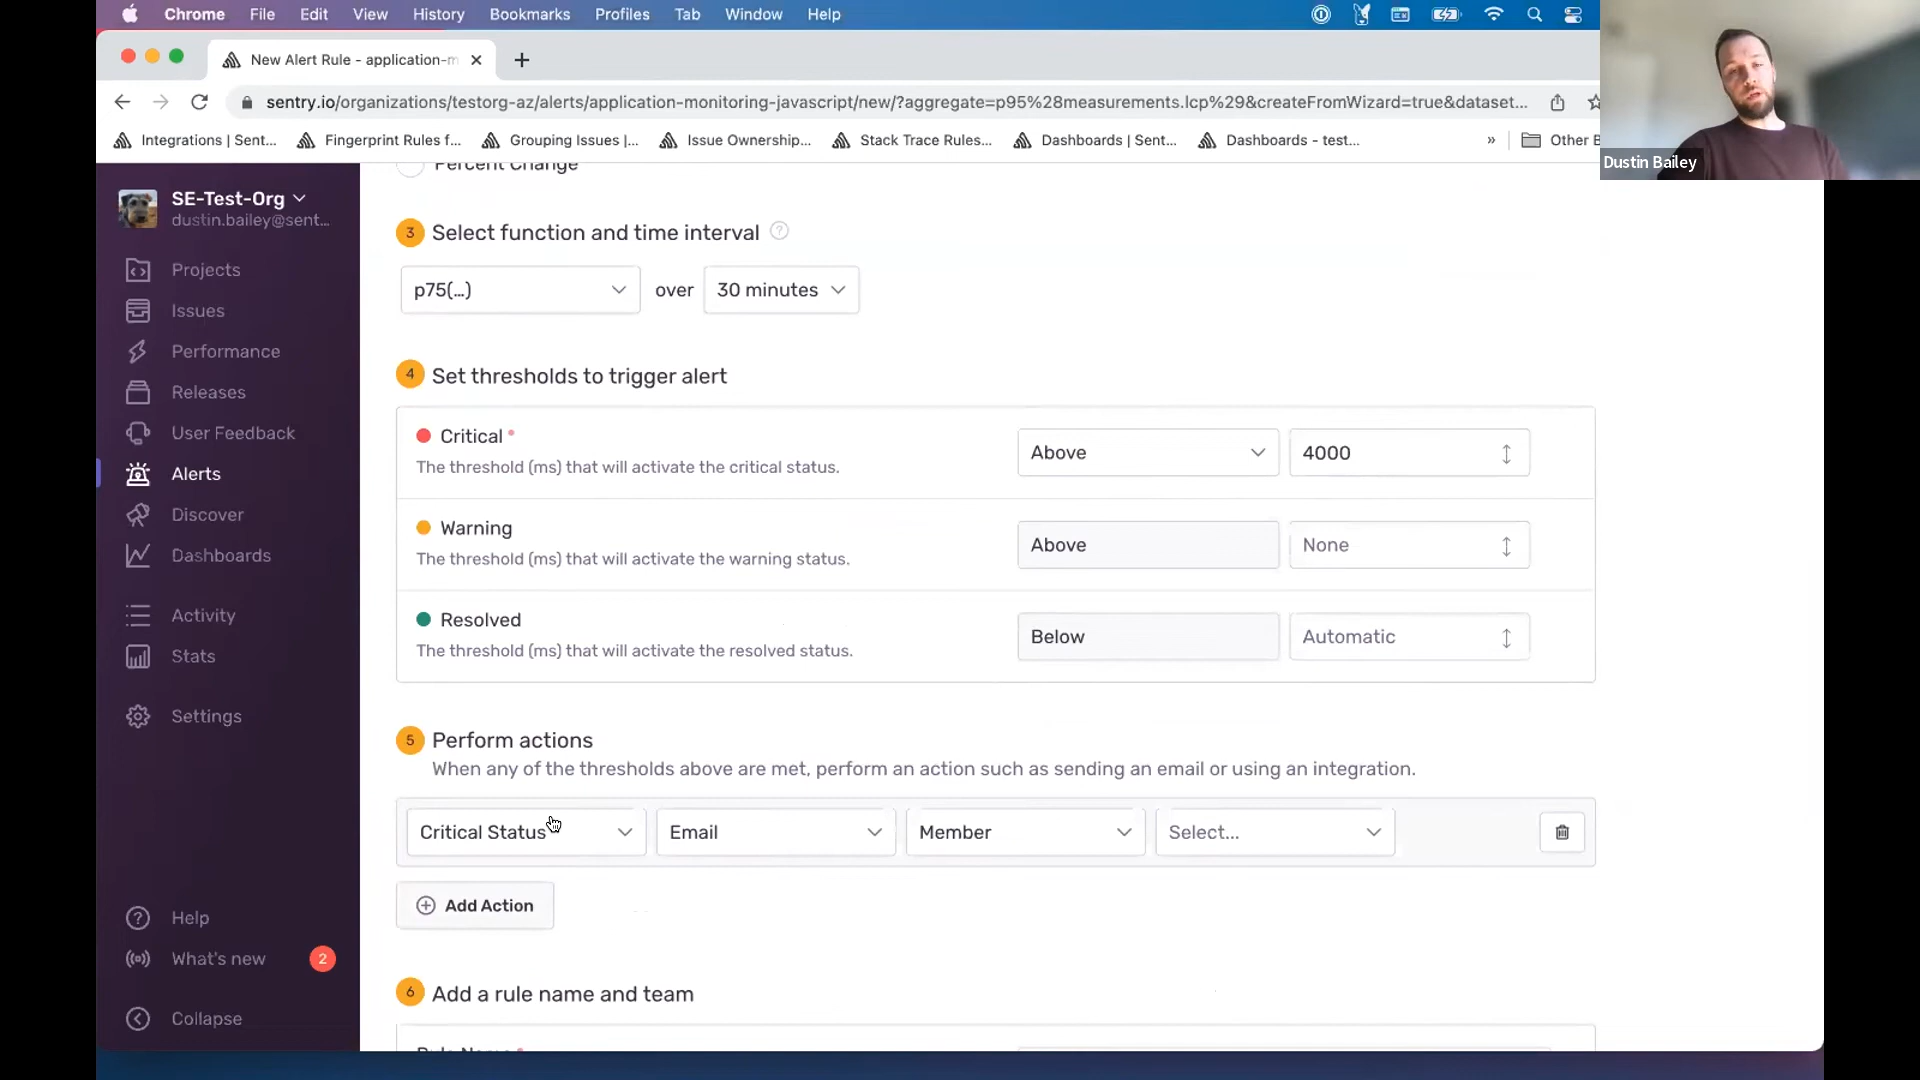 Chrome File Edit View History Bookmarks Profiles Tab Window Help
New Alert Rule - application-m
sentry.io/organizations/testorg-az/alerts/application-monitoring-javascript/new/?aggregate=p95%28measurements.lcp%29&createFromWizard=true&dataset...
Integrations | Sent... Fingerprint Rules f... Grouping Issues |... Issue Ownership... Stack Trace Rules... Dashboards | Sent... Dashboards - test... » Other B
Dustin Bailey
SE-Test-Org
dustin.bailey@sent...
Projects
Issues
Performance
Releases
User Feedback
Alerts
Discover
Dashboards
Activity
Stats
Settings
Help
What's new 2
Collapse
Percent Change
3 Select function and time interval ?
p75(...) over 30 minutes
4 Set thresholds to trigger alert
Critical * Above 4000
The threshold (ms) that will activate the critical status.
Warning Above None
The threshold (ms) that will activate the warning status.
Resolved Below Automatic
The threshold (ms) that will activate the resolved status.
5 Perform actions
When any of the thresholds above are met, perform an action such as sending an email or using an integration.
Critical Status Email Member Select...
Add Action
6 Add a rule name and team
Rule Name *